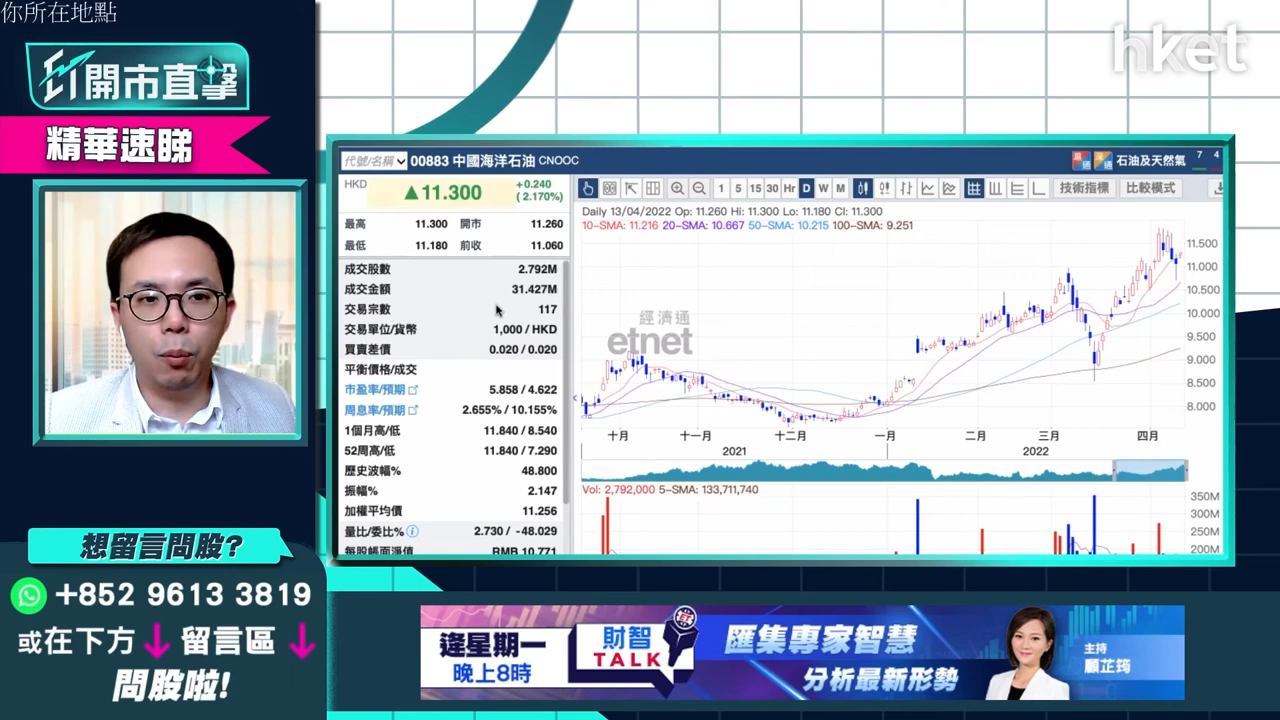 你所在地點
開市直擊
精華速睇
hket
代號/名稱 00883 中國海洋石油 CNOOC
石油及天然氣
7 4
HKD
▲11.300
+0.240
( 2.170%)
最高 11.300 開市 11.260
最低 11.180 前收 11.060
成交股數 2.792M
成交金額 31.427M
交易宗數 117
交易單位/貨幣 1,000 / HKD
買賣差價 0.020 / 0.020
平衡價格/成交
市盈率/預期 5.858 / 4.622
周息率/預期 2.655% / 10.155%
1個月高/低 11.840 / 8.540
52周高/低 11.840 / 7.290
歷史波幅% 48.800
振幅% 2.147
加權平均價 11.256
量比/委比% 2.730 / -48.029
每股帳面淨值 RMB 10.771
1 5 15 30 Hr D W M
技術指標 比較模式
Daily 13/04/2022 Op: 11.260 Hi: 11.300 Lo: 11.180 Cl: 11.300
10-SMA: 11.216 20-SMA: 10.667 50-SMA: 10.215 100-SMA: 9.251
經濟通
etnet
11.500
11.000
10.500
10.000
9.500
9.000
8.500
8.000
十月 十一月 十二月 一月 二月 三月 四月
2021 2022
Vol: 2,792,000 5-SMA: 133,711,740
350M
300M
250M
200M
想留言問股?
+852 9613 3819
或在下方 留言區
問股啦!
逢星期一
晚上8時
財智
TALK
匯集專家智慧
分析最新形勢
主持
顧芷筠